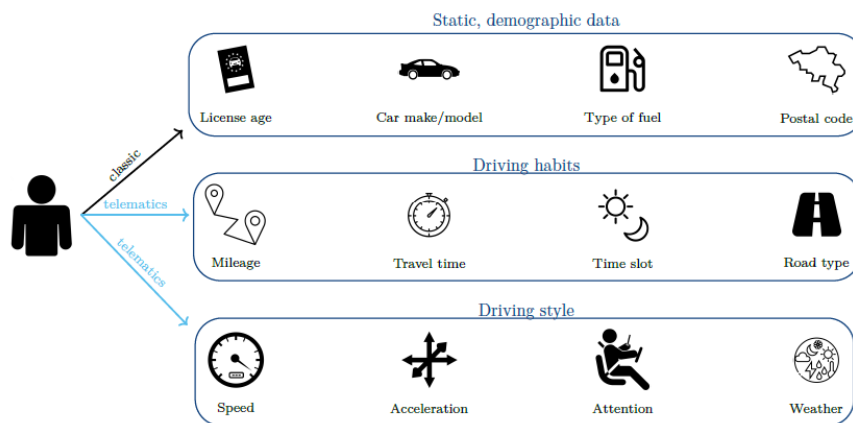 Static, demographic data
License age
Car make/model
Type of fuel
Postal code
classic
Driving habits
telematics
Mileage
Travel time
Time slot
Road type
telematics
Driving style
Speed
Acceleration
Attention
Weather